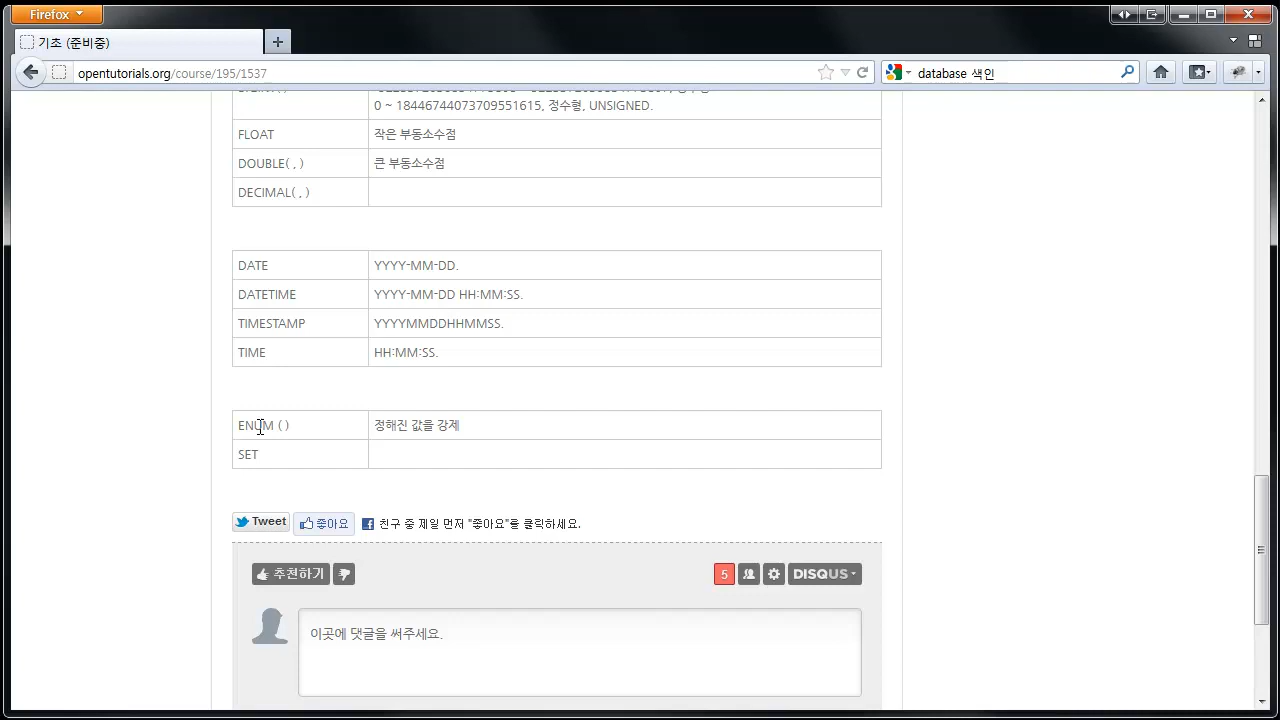 Firefox
기초 (준비중)
opentutorials.org/course/195/1537
database 색인
0 ~ 18446744073709551615, 정수형, UNSIGNED.
FLOAT
작은 부동소수점
DOUBLE( , )
큰 부동소수점
DECIMAL( , )
DATE
YYYY-MM-DD.
DATETIME
YYYY-MM-DD HH:MM:SS.
TIMESTAMP
YYYYMMDDHHMMSS.
TIME
HH:MM:SS.
ENUM ( )
정해진 값을 강제
SET
Tweet
좋아요
친구 중 제일 먼저 "좋아요"을 클릭하세요.
추천하기
5
DISQUS
이곳에 댓글을 써주세요.